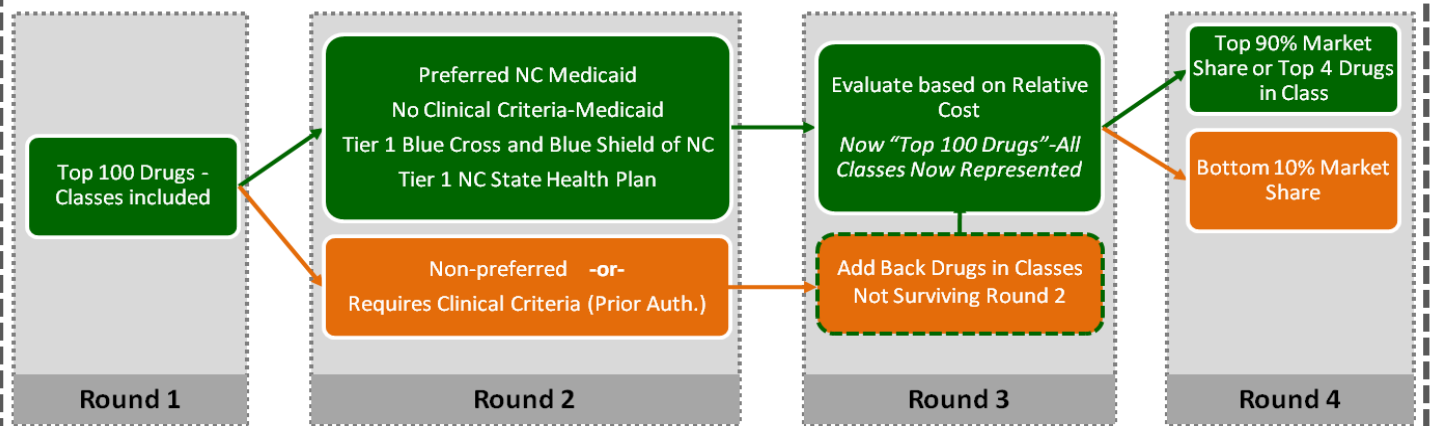 Top 100 Drugs -
Classes included
Round 1
Preferred NC Medicaid
No Clinical Criteria-Medicaid
Tier 1 Blue Cross and Blue Shield of NC
Tier 1 NC State Health Plan
Non-preferred -or-
Requires Clinical Criteria (Prior Auth.)
Round 2
Evaluate based on Relative
Cost
Now “Top 100 Drugs”-All
Classes Now Represented
Add Back Drugs in Classes
Not Surviving Round 2
Round 3
Top 90% Market
Share or Top 4 Drugs
in Class
Bottom 10% Market
Share
Round 4